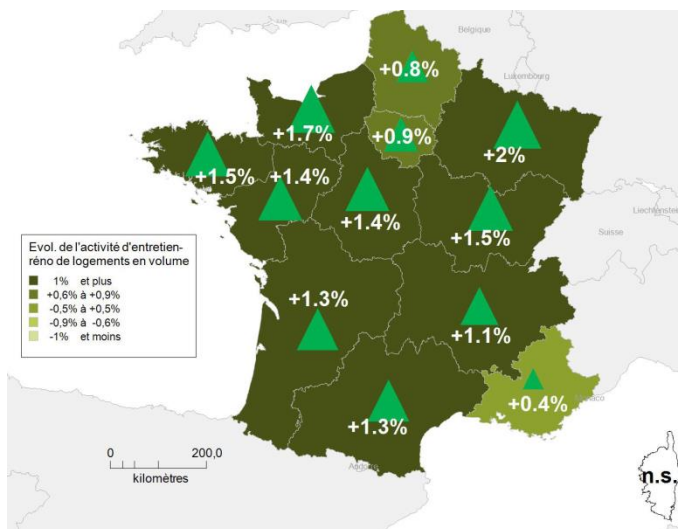 Belgique
+0.8%
Luxembourg
+1.7%
+0.9%
+2%
+1.5%
+1.4%
+1.4%
+1.5%
Liechtenstein
Suisse
Evol. de l'activité d'entretien-
réno de logements en volume
1% et plus
+0,6% à +0,9%
-0,5% à +0,5%
-0,9% à -0,6%
-1% et moins
+1.3%
+1.1%
+0.4%
+1.3%
0 200,0
kilomètres
Andorre
n.s.